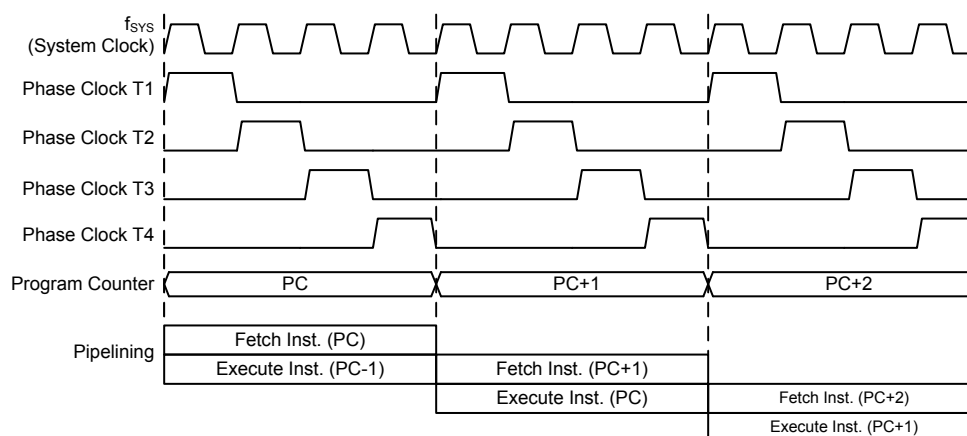 fSYS
(System Clock)
Phase Clock T1
Phase Clock T2
Phase Clock T3
Phase Clock T4
Program Counter PC PC+1 PC+2
Pipelining
Fetch Inst. (PC)
Execute Inst. (PC-1) Fetch Inst. (PC+1)
Execute Inst. (PC) Fetch Inst. (PC+2)
Execute Inst. (PC+1)